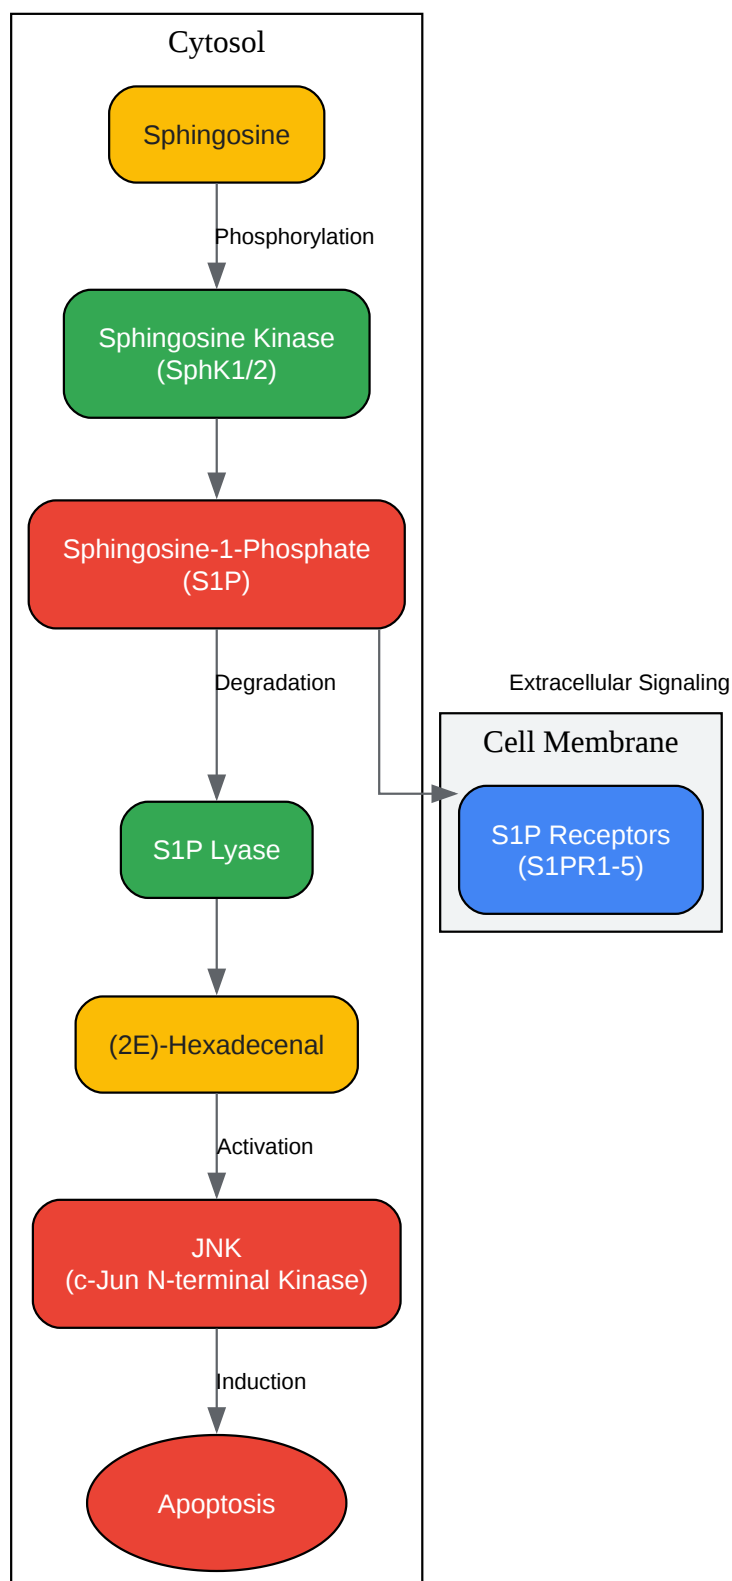 Cytosol
Sphingosine
Phosphorylation
Sphingosine Kinase
(SphK1/2)
Sphingosine-1-Phosphate
(S1P)
Degradation
Extracellular Signaling
Cell Membrane
S1P Receptors
(S1PR1-5)
S1P Lyase
(2E)-Hexadecenal
Activation
JNK
(c-Jun N-terminal Kinase)
Induction
Apoptosis